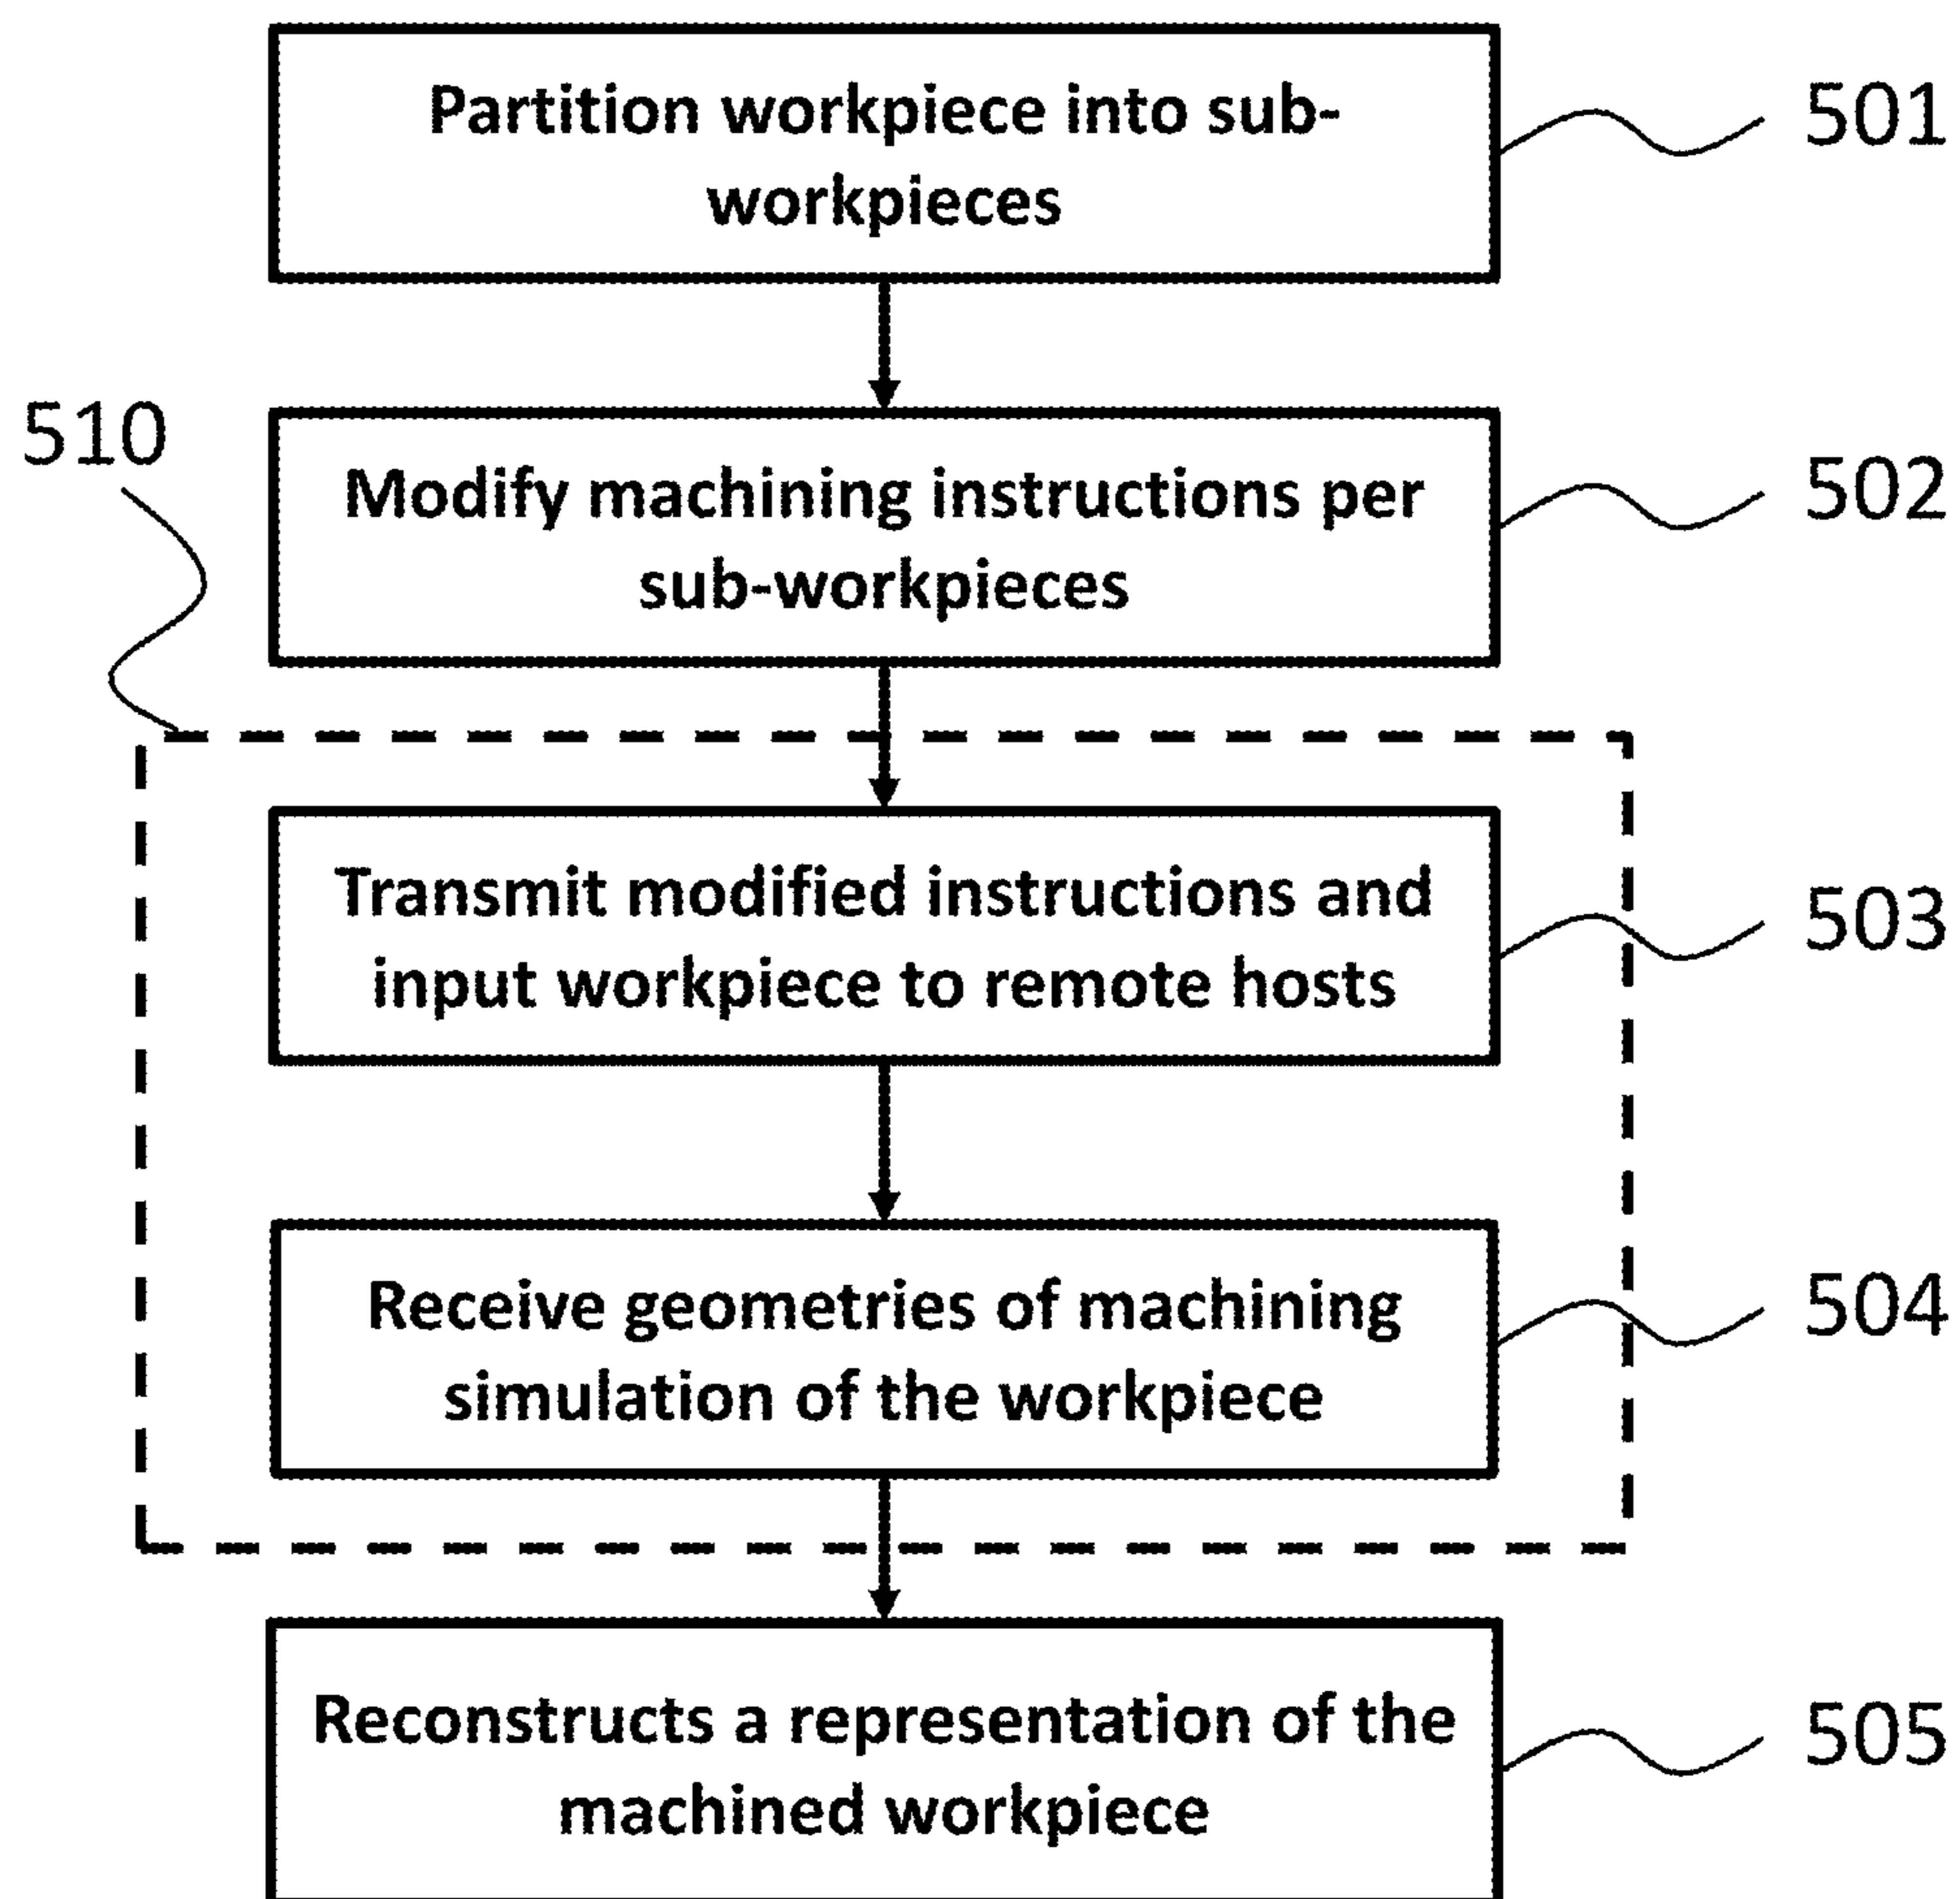 Partition workpiece into sub-
workpieces
501
510
Modify machining instructions per
sub-workpieces
502
Transmit modified instructions and
input workpiece to remote hosts
503
Receive geometries of machining
simulation of the workpiece
504
Reconstructs a representation of the
machined workpiece
505